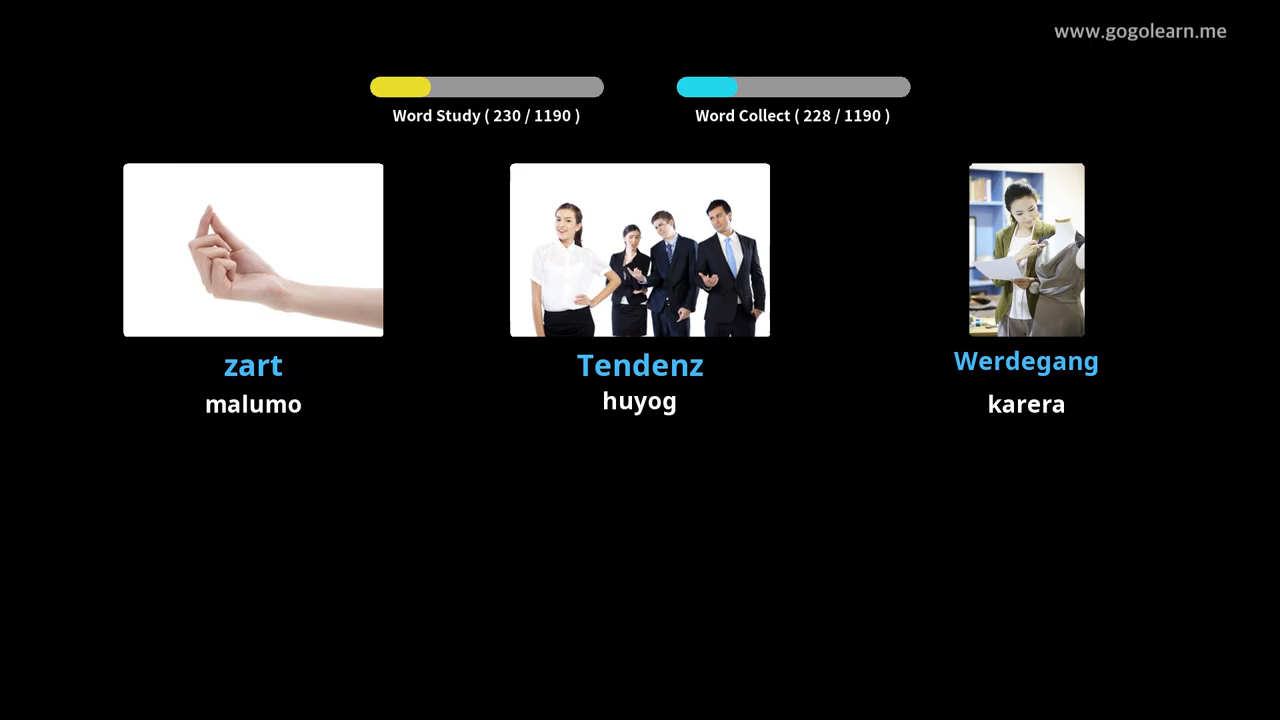 www.gogolearn.me
Word Study ( 230 / 1190 )
Word Collect ( 228 / 1190 )
zart
malumo
Tendenz
huyog
Werdegang
karera